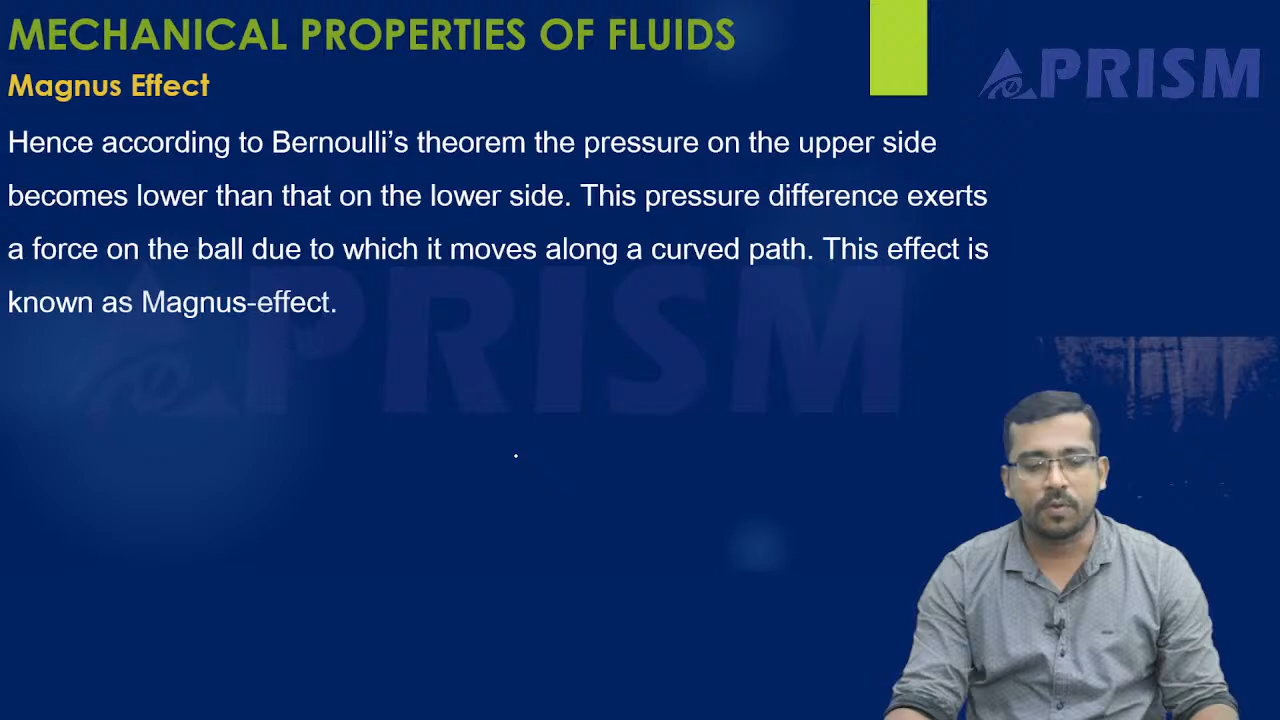 MECHANICAL PROPERTIES OF FLUIDS
Magnus Effect
PRISM
Hence according to Bernoulli’s theorem the pressure on the upper side
becomes lower than that on the lower side. This pressure difference exerts
a force on the ball due to which it moves along a curved path. This effect is
known as Magnus-effect.
PRISM